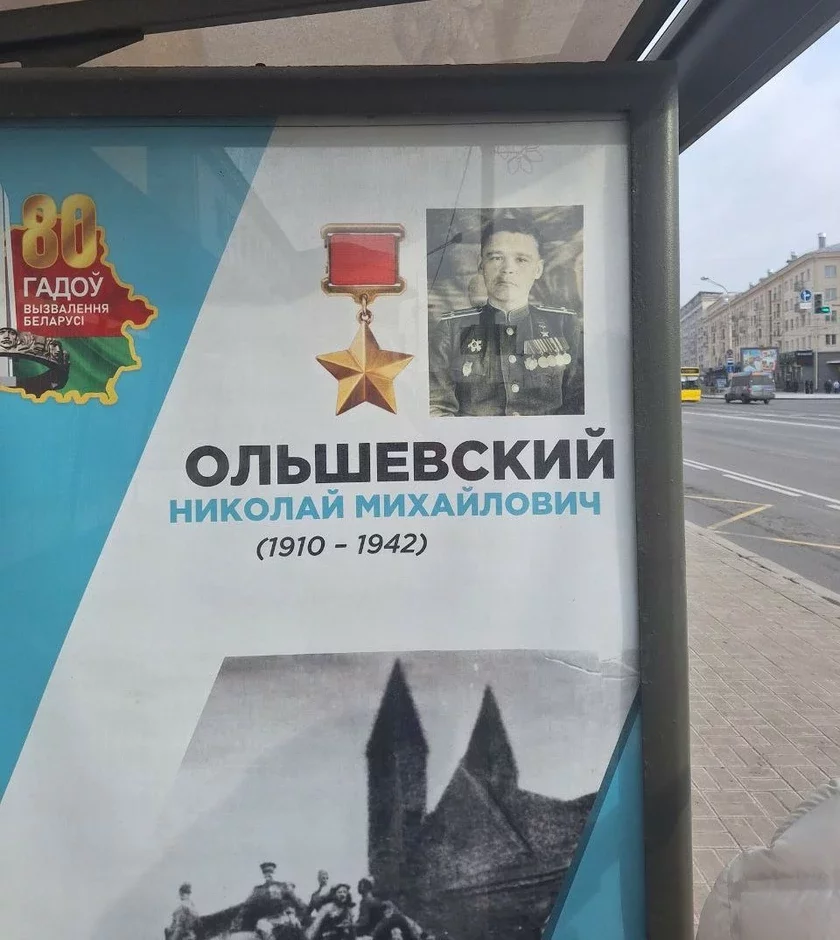 80
ГАДОЎ
ВЫЗВАЛЕННЯ
БЕЛАРУСІ
ОЛЬШЕВСКИЙ
НИКОЛАЙ МИХАЙЛОВИЧ
(1910 – 1942)